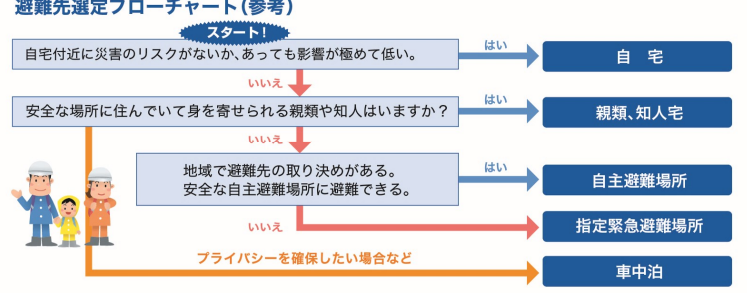 避難先選定フローチャート(参考)
スタート!
自宅付近に災害のリスクがないか、あっても影響が極めて低い。
はい
自 宅
いいえ
安全な場所に住んでいて身を寄せられる親類や知人はいますか?
はい
親類、知人宅
いいえ
地域で避難先の取り決めがある。
安全な自主避難場所に避難できる。
はい
自主避難場所
いいえ
指定緊急避難場所
プライバシーを確保したい場合など
車中泊